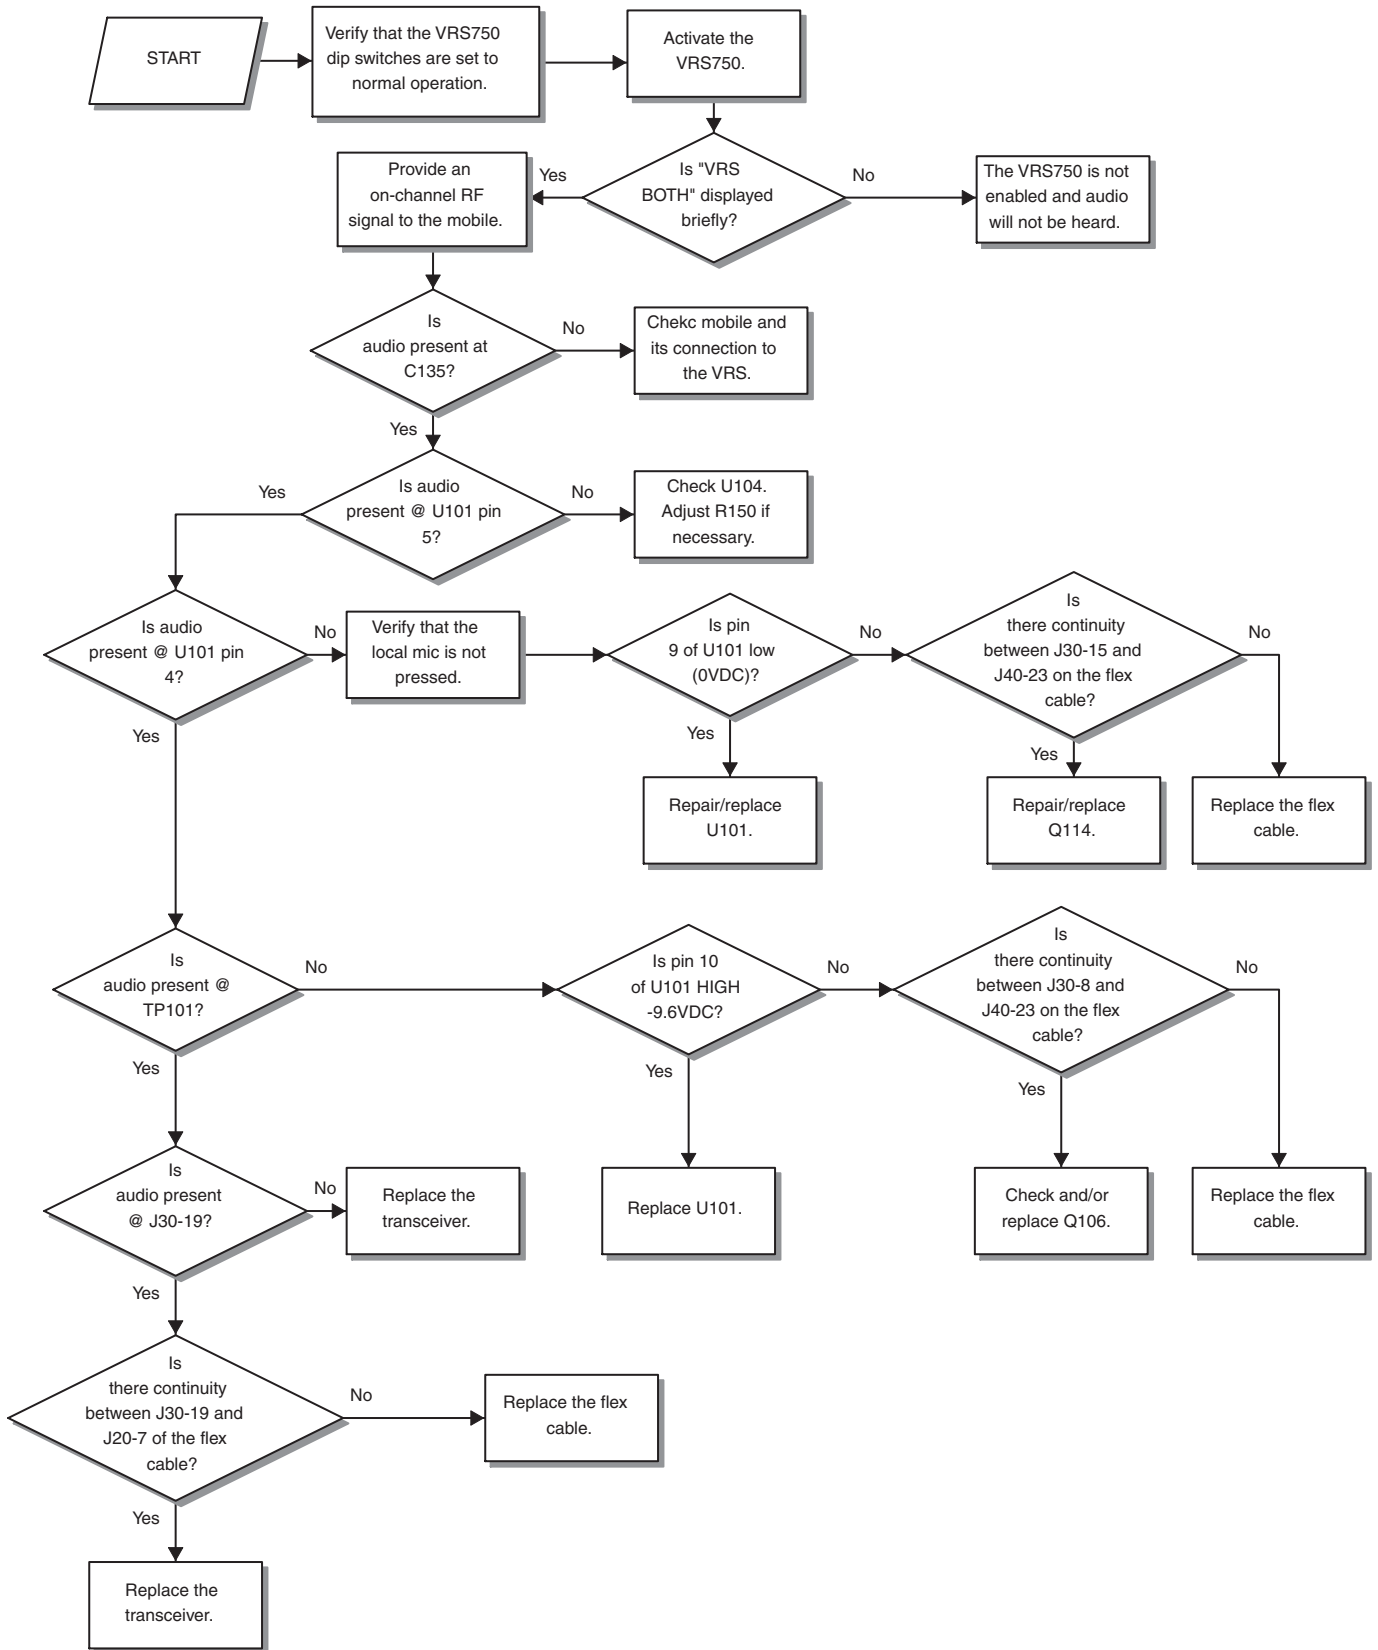 START
Verify that the VRS750
dip switches are set to
normal operation.
Activate the
VRS750.
Is "VRS
BOTH" displayed
briefly?
Yes
No
Provide an
on-channel RF
signal to the mobile.
The VRS750 is not
enabled and audio
will not be heard.
Is
audio present at
C135?
No
Chekc mobile and
its connection to
the VRS.
Yes
Is audio
present @ U101 pin
5?
Yes
No
Check U104.
Adjust R150 if
necessary.
Is audio
present @ U101 pin
4?
No
Verify that the
local mic is not
pressed.
Is pin
9 of U101 low
(0VDC)?
No
Is
there continuity
between J30-15 and
J40-23 on the flex
cable?
No
Yes
Yes
Yes
Repair/replace
U101.
Repair/replace
Q114.
Replace the flex
cable.
Is
audio present @
TP101?
No
Is pin 10
of U101 HIGH
-9.6VDC?
No
Is
there continuity
between J30-8 and
J40-23 on the flex
cable?
No
Yes
Yes
Yes
Is
audio present
@ J30-19?
No
Replace the
transceiver.
Replace U101.
Check and/or
replace Q106.
Replace the flex
cable.
Yes
Is
there continuity
between J30-19 and
J20-7 of the flex
cable?
No
Replace the flex
cable.
Yes
Replace the
transceiver.